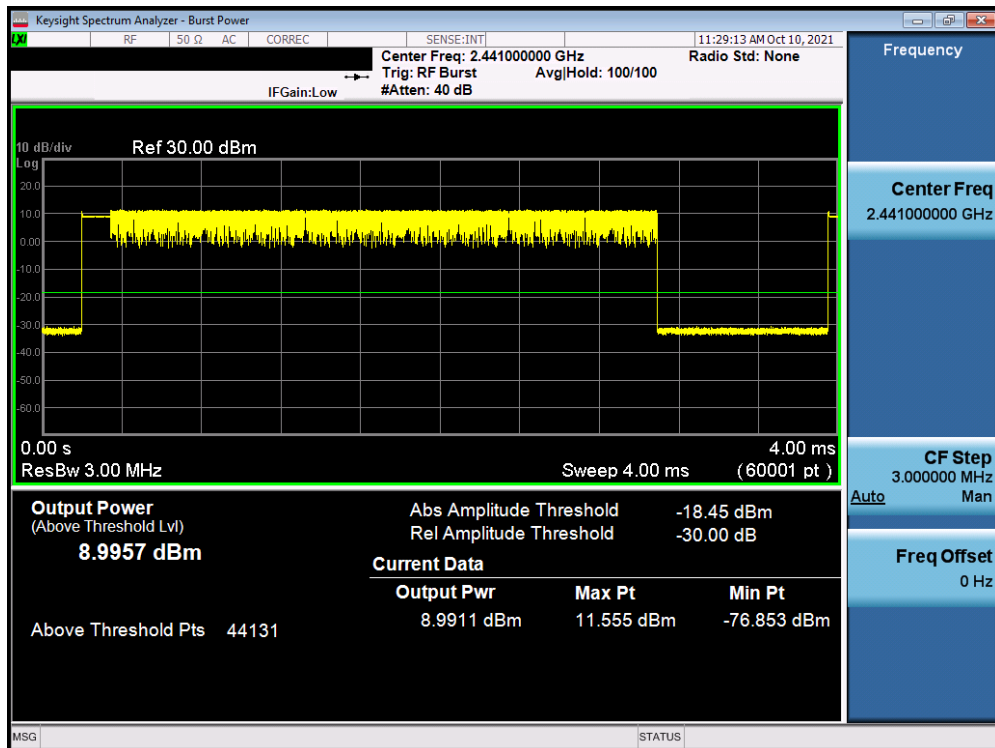 Keysight Spectrum Analyzer - Burst Power
LXI RF 50 Ω AC CORREC SENSE:INT 11:29:13 AM Oct 10, 2021
Center Freq: 2.441000000 GHz Radio Std: None
Trig: RF Burst Avg|Hold: 100/100
IFGain:Low #Atten: 40 dB
Frequency
10 dB/div Ref 30.00 dBm
Log
20.0
10.0
0.00
-10.0
-20.0
-30.0
-40.0
-50.0
-60.0
0.00 s 4.00 ms
ResBw 3.00 MHz Sweep 4.00 ms (60001 pt )
Center Freq
2.441000000 GHz
CF Step
3.000000 MHz
Auto Man
Freq Offset
0 Hz
Output Power
(Above Threshold Lvl)
8.9957 dBm
Above Threshold Pts 44131
Abs Amplitude Threshold -18.45 dBm
Rel Amplitude Threshold -30.00 dB
Current Data
Output Pwr Max Pt Min Pt
8.9911 dBm 11.555 dBm -76.853 dBm
MSG STATUS